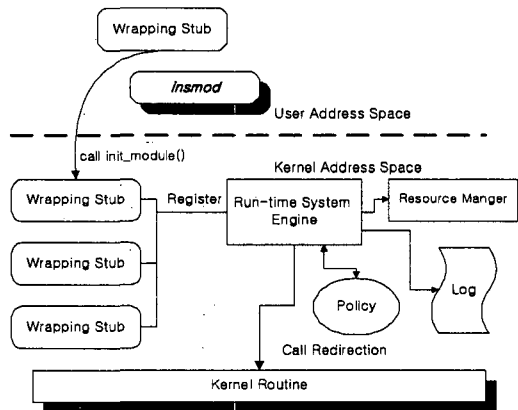 Wrapping Stub
insmod
User Address Space
call init_module()
Kernel Address Space
Wrapping Stub
Register
Run-time System
Engine
Resource Manger
Wrapping Stub
Policy
Log
Wrapping Stub
Call Redirection
Kernel Routine